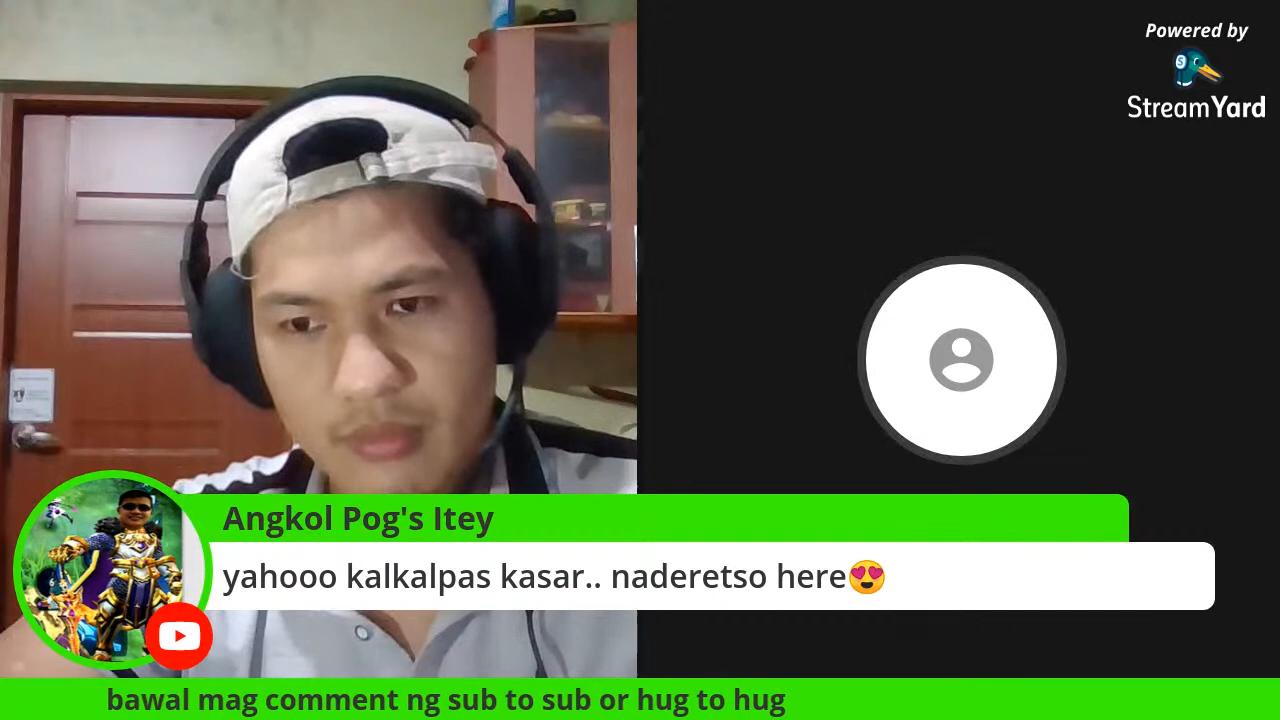 Powered by
StreamYard
Angkol Pog's Itey
yahooo kalkalpas kasar.. naderetso here😍
bawal mag comment ng sub to sub or hug to hug